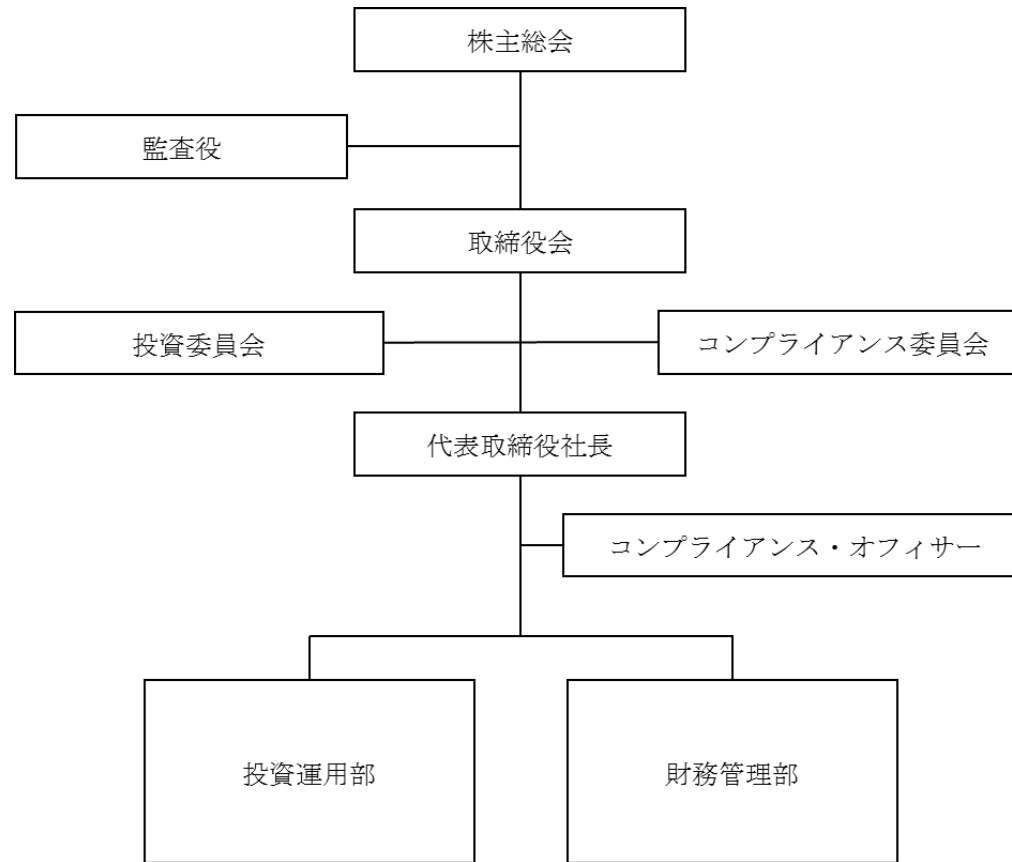 株主総会
監査役
取締役会
投資委員会
コンプライアンス委員会
代表取締役社長
コンプライアンス・オフィサー
投資運用部
財務管理部